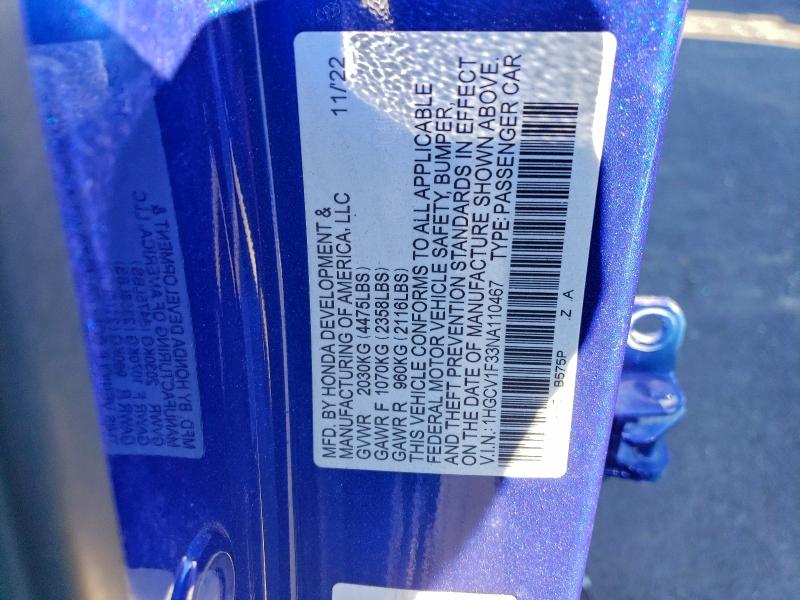 11/22
MFD. BY HONDA DEVELOPMENT &
MANUFACTURING OF AMERICA, LLC
GVWR 2030KG (4475LBS)
GAWR F 1070KG (2358LBS)
GAWR R 960KG (2116LBS)
THIS VEHICLE CONFORMS TO ALL APPLICABLE
FEDERAL MOTOR VEHICLE SAFETY, BUMPER,
AND THEFT PREVENTION STANDARDS IN EFFECT
ON THE DATE OF MANUFACTURE SHOWN ABOVE.
V.I.N.: 1HGCV1F33NA110467 TYPE: PASSENGER CAR
B575P Z A